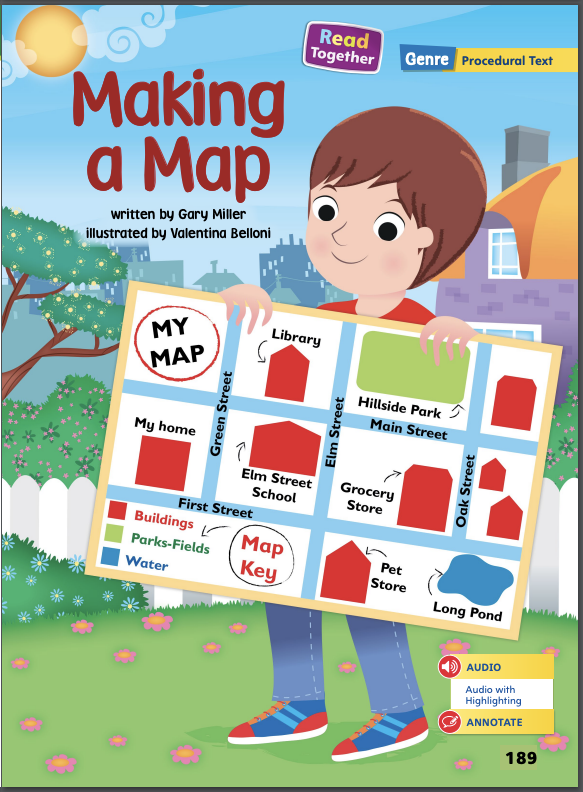 Read
Together
Genre
Procedural Text
Making
a Map
written by Gary Miller
illustrated by Valentina Belloni
MY
MAP
Library
Hillside Park
Green Street
Elm Street
Main Street
My home
Elm Street
School
Grocery
Store
Oak Street
First Street
Buildings
Parks-Fields
Water
Map
Key
Pet
Store
Long Pond
AUDIO
Audio with
Highlighting
ANNOTATE
189